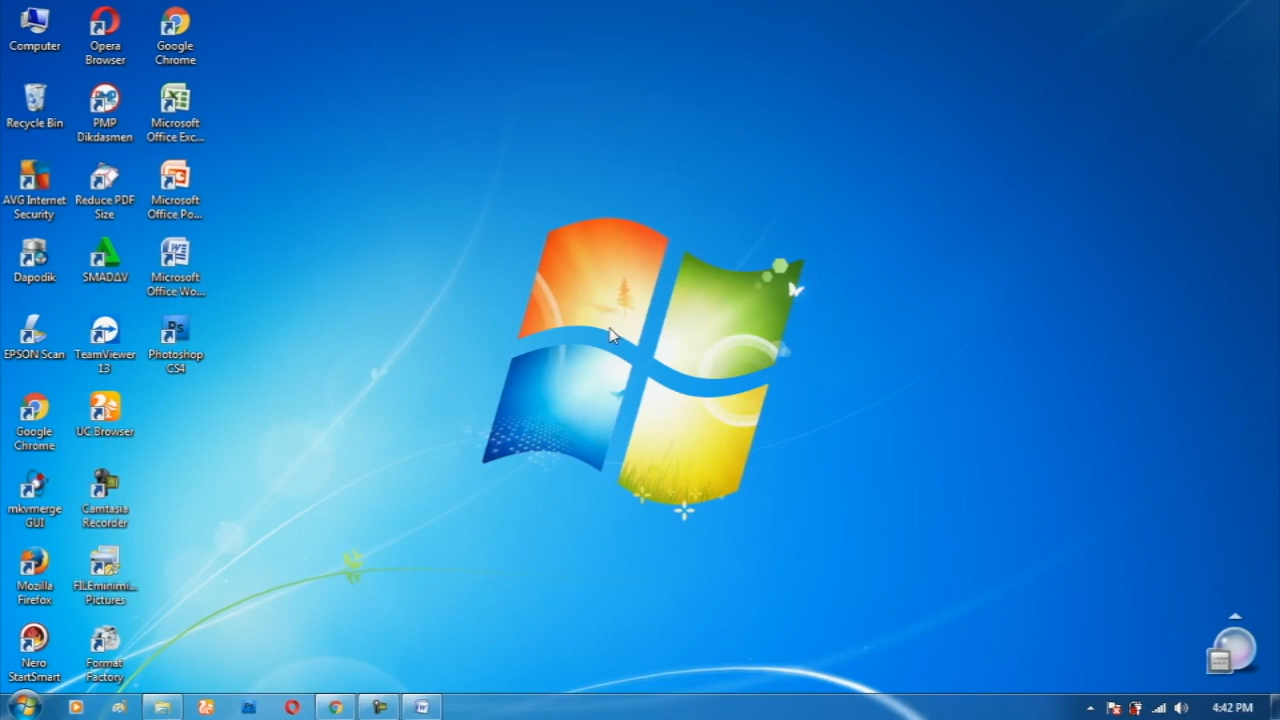 Computer
Opera
Browser
Google
Chrome
Recycle Bin
PMP
Dikdasmen
Microsoft
Office Exc...
AVG Internet
Security
Reduce PDF
Size
Microsoft
Office Po...
Dapodik
SMADΔV
Microsoft
Office Wo...
EPSON Scan
TeamViewer
13
Photoshop
CS4
Google
Chrome
UC Browser
mkvmerge
GUI
Camtasia
Recorder
Mozilla
Firefox
FILEminimi...
Pictures
Nero
StartSmart
Format
Factory
4:42 PM